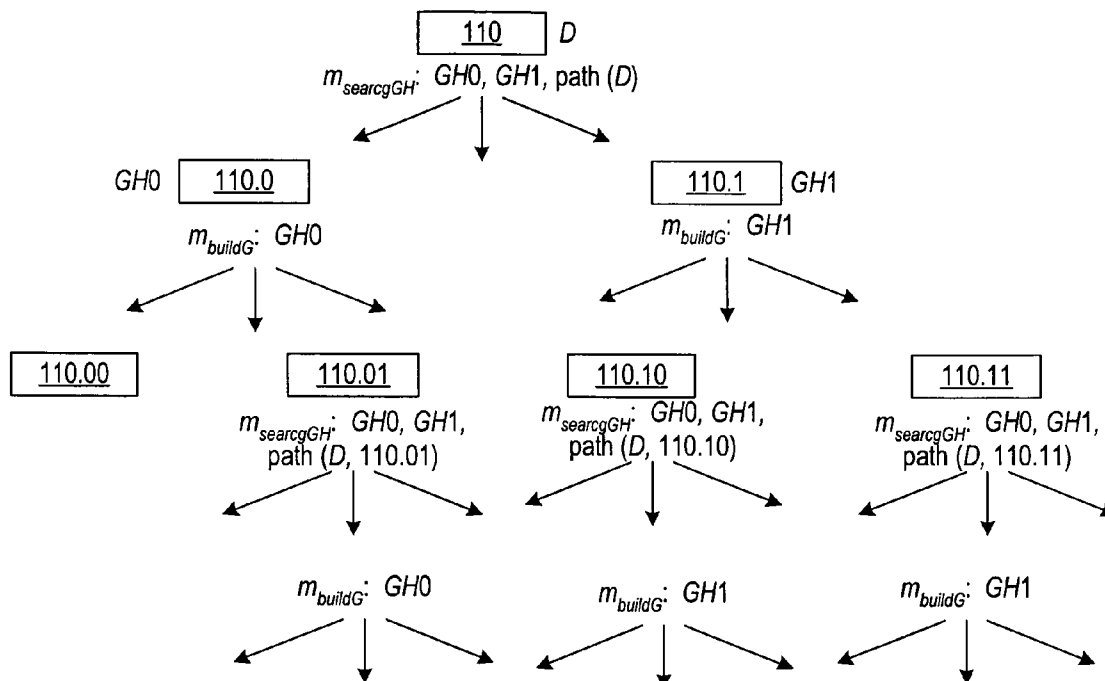 110 D
m_searcgGH: GH0, GH1, path (D)
GH0 110.0
110.1 GH1
m_buildG: GH0
m_buildG: GH1
110.00
110.01
110.10
110.11
m_searcgGH: GH0, GH1,
path (D, 110.01)
m_searcgGH: GH0, GH1,
path (D, 110.10)
m_searcgGH: GH0, GH1,
path (D, 110.11)
m_buildG: GH0
m_buildG: GH1
m_buildG: GH1